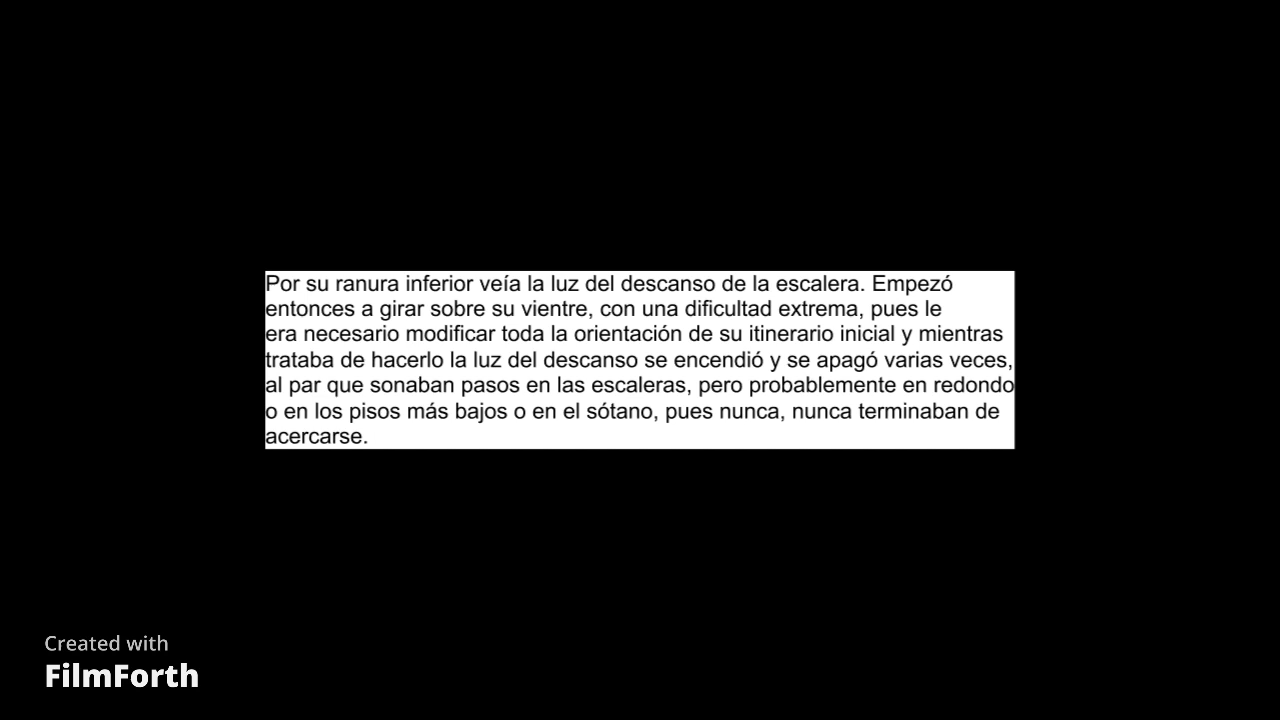 Por su ranura inferior veía la luz del descanso de la escalera. Empezó
entonces a girar sobre su vientre, con una dificultad extrema, pues le
era necesario modificar toda la orientación de su itinerario inicial y mientras
trataba de hacerlo la luz del descanso se encendió y se apagó varias veces,
al par que sonaban pasos en las escaleras, pero probablemente en redondo
o en los pisos más bajos o en el sótano, pues nunca, nunca terminaban de
acercarse.
Created with
FilmForth